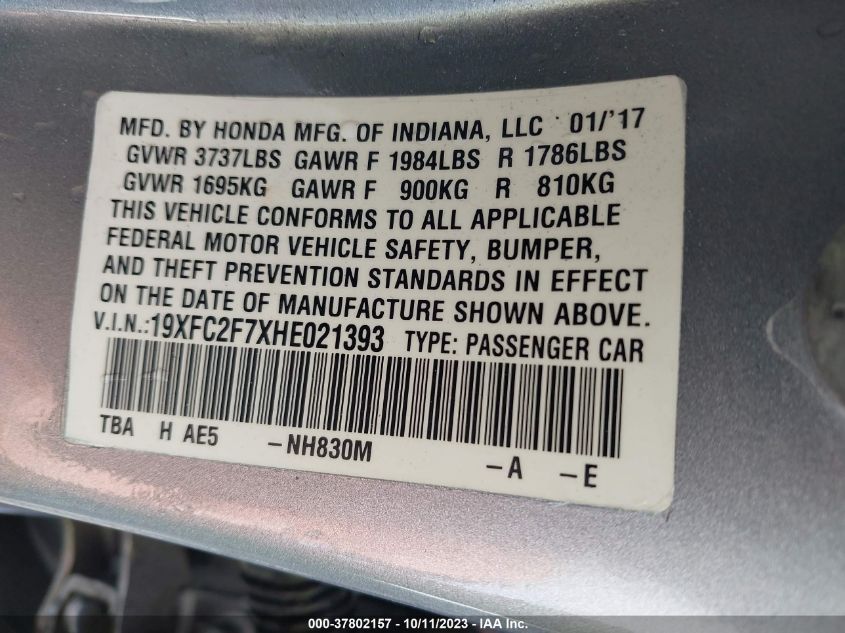 MFD. BY HONDA MFG. OF INDIANA, LLC 01/'17
GVWR 3737LBS GAWR F 1984LBS R 1786LBS
GVWR 1695KG GAWR F 900KG R 810KG
THIS VEHICLE CONFORMS TO ALL APPLICABLE
FEDERAL MOTOR VEHICLE SAFETY, BUMPER,
AND THEFT PREVENTION STANDARDS IN EFFECT
ON THE DATE OF MANUFACTURE SHOWN ABOVE.
V.I.N.:19XFC2F7XHE021393 TYPE: PASSENGER CAR
TBA H AE5 -NH830M -A -E
000-37802157 - 10/11/2023 - IAA Inc.